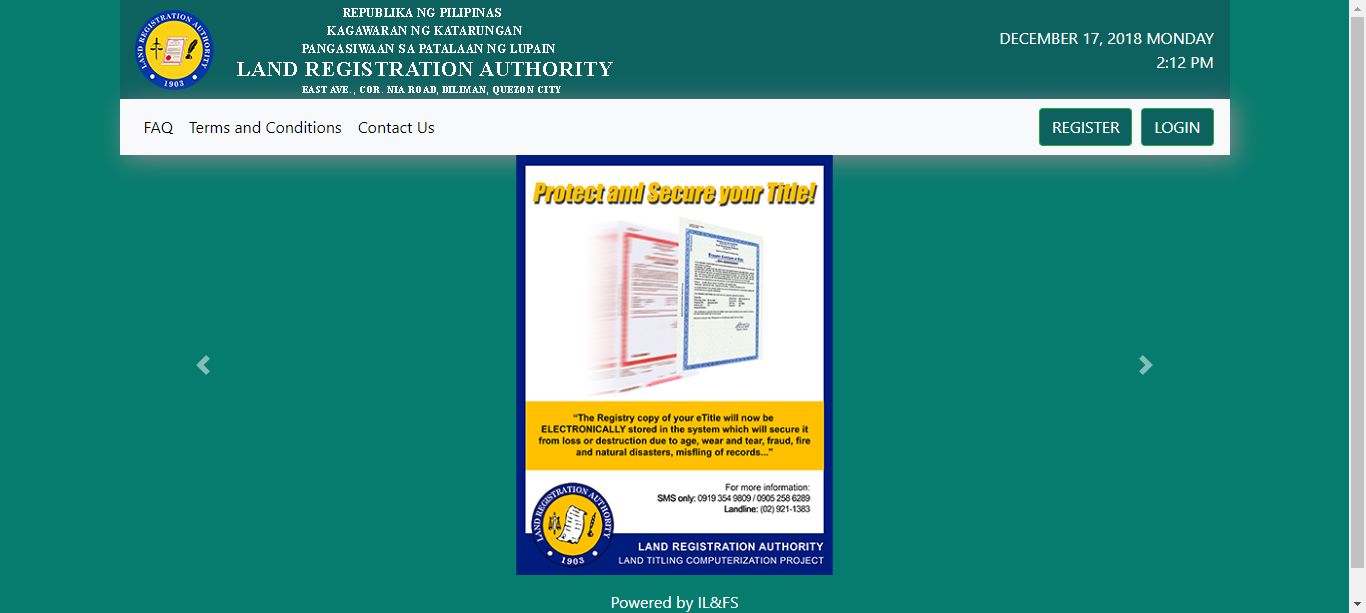 REPUBLIKA NG PILIPINAS
KAGAWARAN NG KATARUNGAN
PANGASIWAAN SA PATALAAN NG LUPAIN
LAND REGISTRATION AUTHORITY
EAST AVE., COR. NIA ROAD, DILIMAN, QUEZON CITY
LAND REGISTRATION AUTHORITY
1903
DECEMBER 17, 2018 MONDAY
2:12 PM
FAQ Terms and Conditions Contact Us
REGISTER LOGIN
Protect and Secure your Title!
“The Registry copy of your eTitle will now be
ELECTRONICALLY stored in the system which will secure it
from loss or destruction due to age, wear and tear, fraud, fire
and natural disasters, misfling of records...”
For more information:
SMS only: 0919 354 9809 / 0905 258 6289
Landline: (02) 921-1383
LAND REGISTRATION AUTHORITY
1903
LAND REGISTRATION AUTHORITY
LAND TITLING COMPUTERIZATION PROJECT
Powered by IL&FS